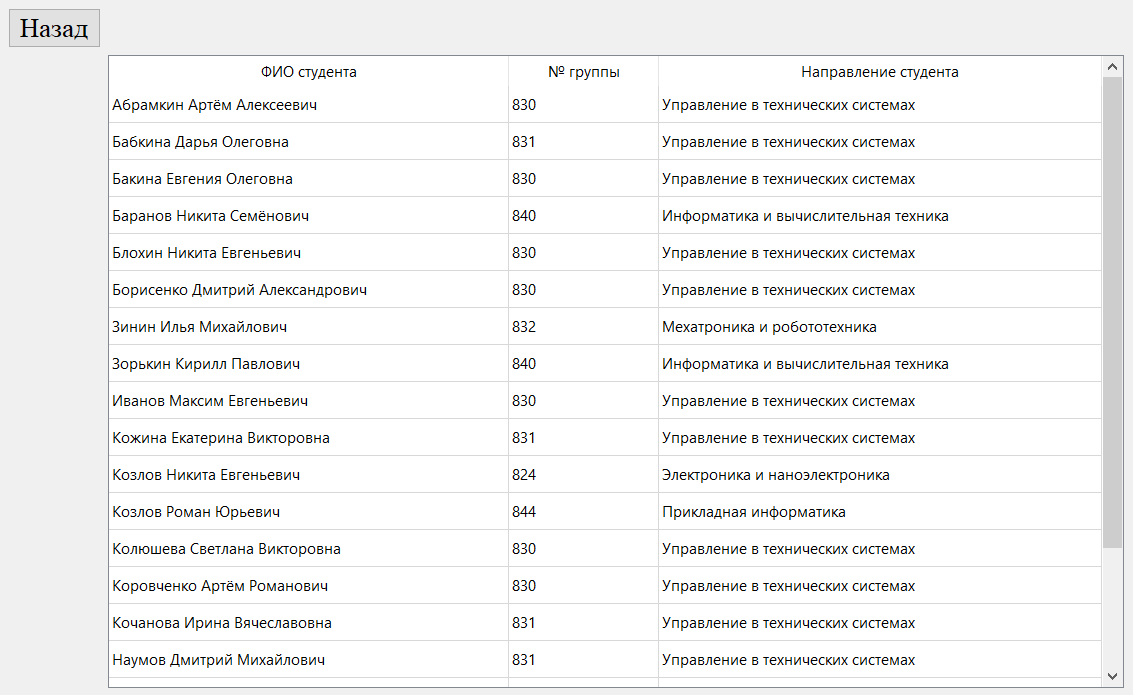 Назад
ФИО студента № группы Направление студента
Абрамкин Артём Алексеевич 830 Управление в технических системах
Бабкина Дарья Олеговна 831 Управление в технических системах
Бакина Евгения Олеговна 830 Управление в технических системах
Баранов Никита Семёнович 840 Информатика и вычислительная техника
Блохин Никита Евгеньевич 830 Управление в технических системах
Борисенко Дмитрий Александрович 830 Управление в технических системах
Зинин Илья Михайлович 832 Мехатроника и робототехника
Зорькин Кирилл Павлович 840 Информатика и вычислительная техника
Иванов Максим Евгеньевич 830 Управление в технических системах
Кожина Екатерина Викторовна 831 Управление в технических системах
Козлов Никита Евгеньевич 824 Электроника и наноэлектроника
Козлов Роман Юрьевич 844 Прикладная информатика
Колюшева Светлана Викторовна 830 Управление в технических системах
Коровченко Артём Романович 830 Управление в технических системах
Кочанова Ирина Вячеславовна 831 Управление в технических системах
Наумов Дмитрий Михайлович 831 Управление в технических системах